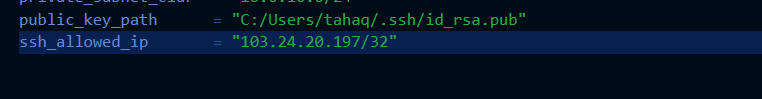 public_key_path = "C:/Users/tahaq/.ssh/id_rsa.pub"
ssh_allowed_ip = "103.24.20.197/32"